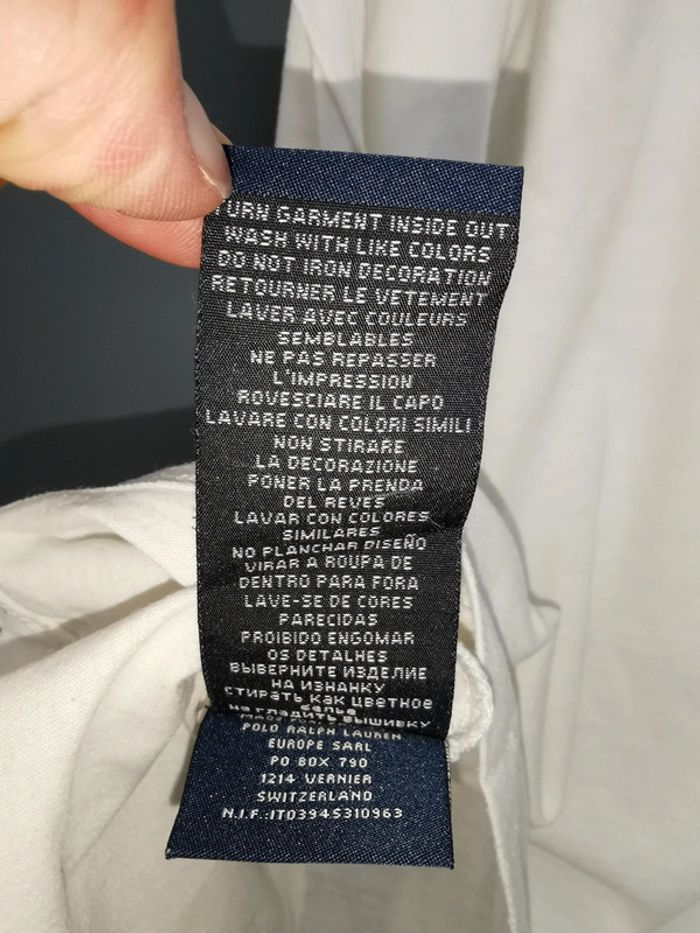 TURN GARMENT INSIDE OUT
WASH WITH LIKE COLORS
DO NOT IRON DECORATION
RETOURNER LE VETEMENT
LAVER AVEC COULEURS
SEMBLABLES
NE PAS REPASSER
L'IMPRESSION
ROVESCIARE IL CAPO
LAVARE CON COLORI SIMILI
NON STIRARE
LA DECORAZIONE
PONER LA PRENDA
DEL REVES
LAVAR CON COLORES
SIMILARES
NO PLANCHAR DISEÑO
VIRAR A ROUPA DE
DENTRO PARA FORA
LAVE-SE DE CORES
PARECIDAS
PROIBIDO ENGOMAR
OS DETALHES
ВЫВЕРНИТЕ ИЗДЕЛИЕ
НА ИЗНАНКУ
СТИРАТЬ КАК ЦВЕТНОЕ
БЕЛЬЕ
НЕ ГЛАДИТЬ ВЫШИВКУ
POLO RALPH LAUREN
EUROPE SARL
PO BOX 790
1214 VERNIER
SWITZERLAND
N.I.F.:IT03945310963